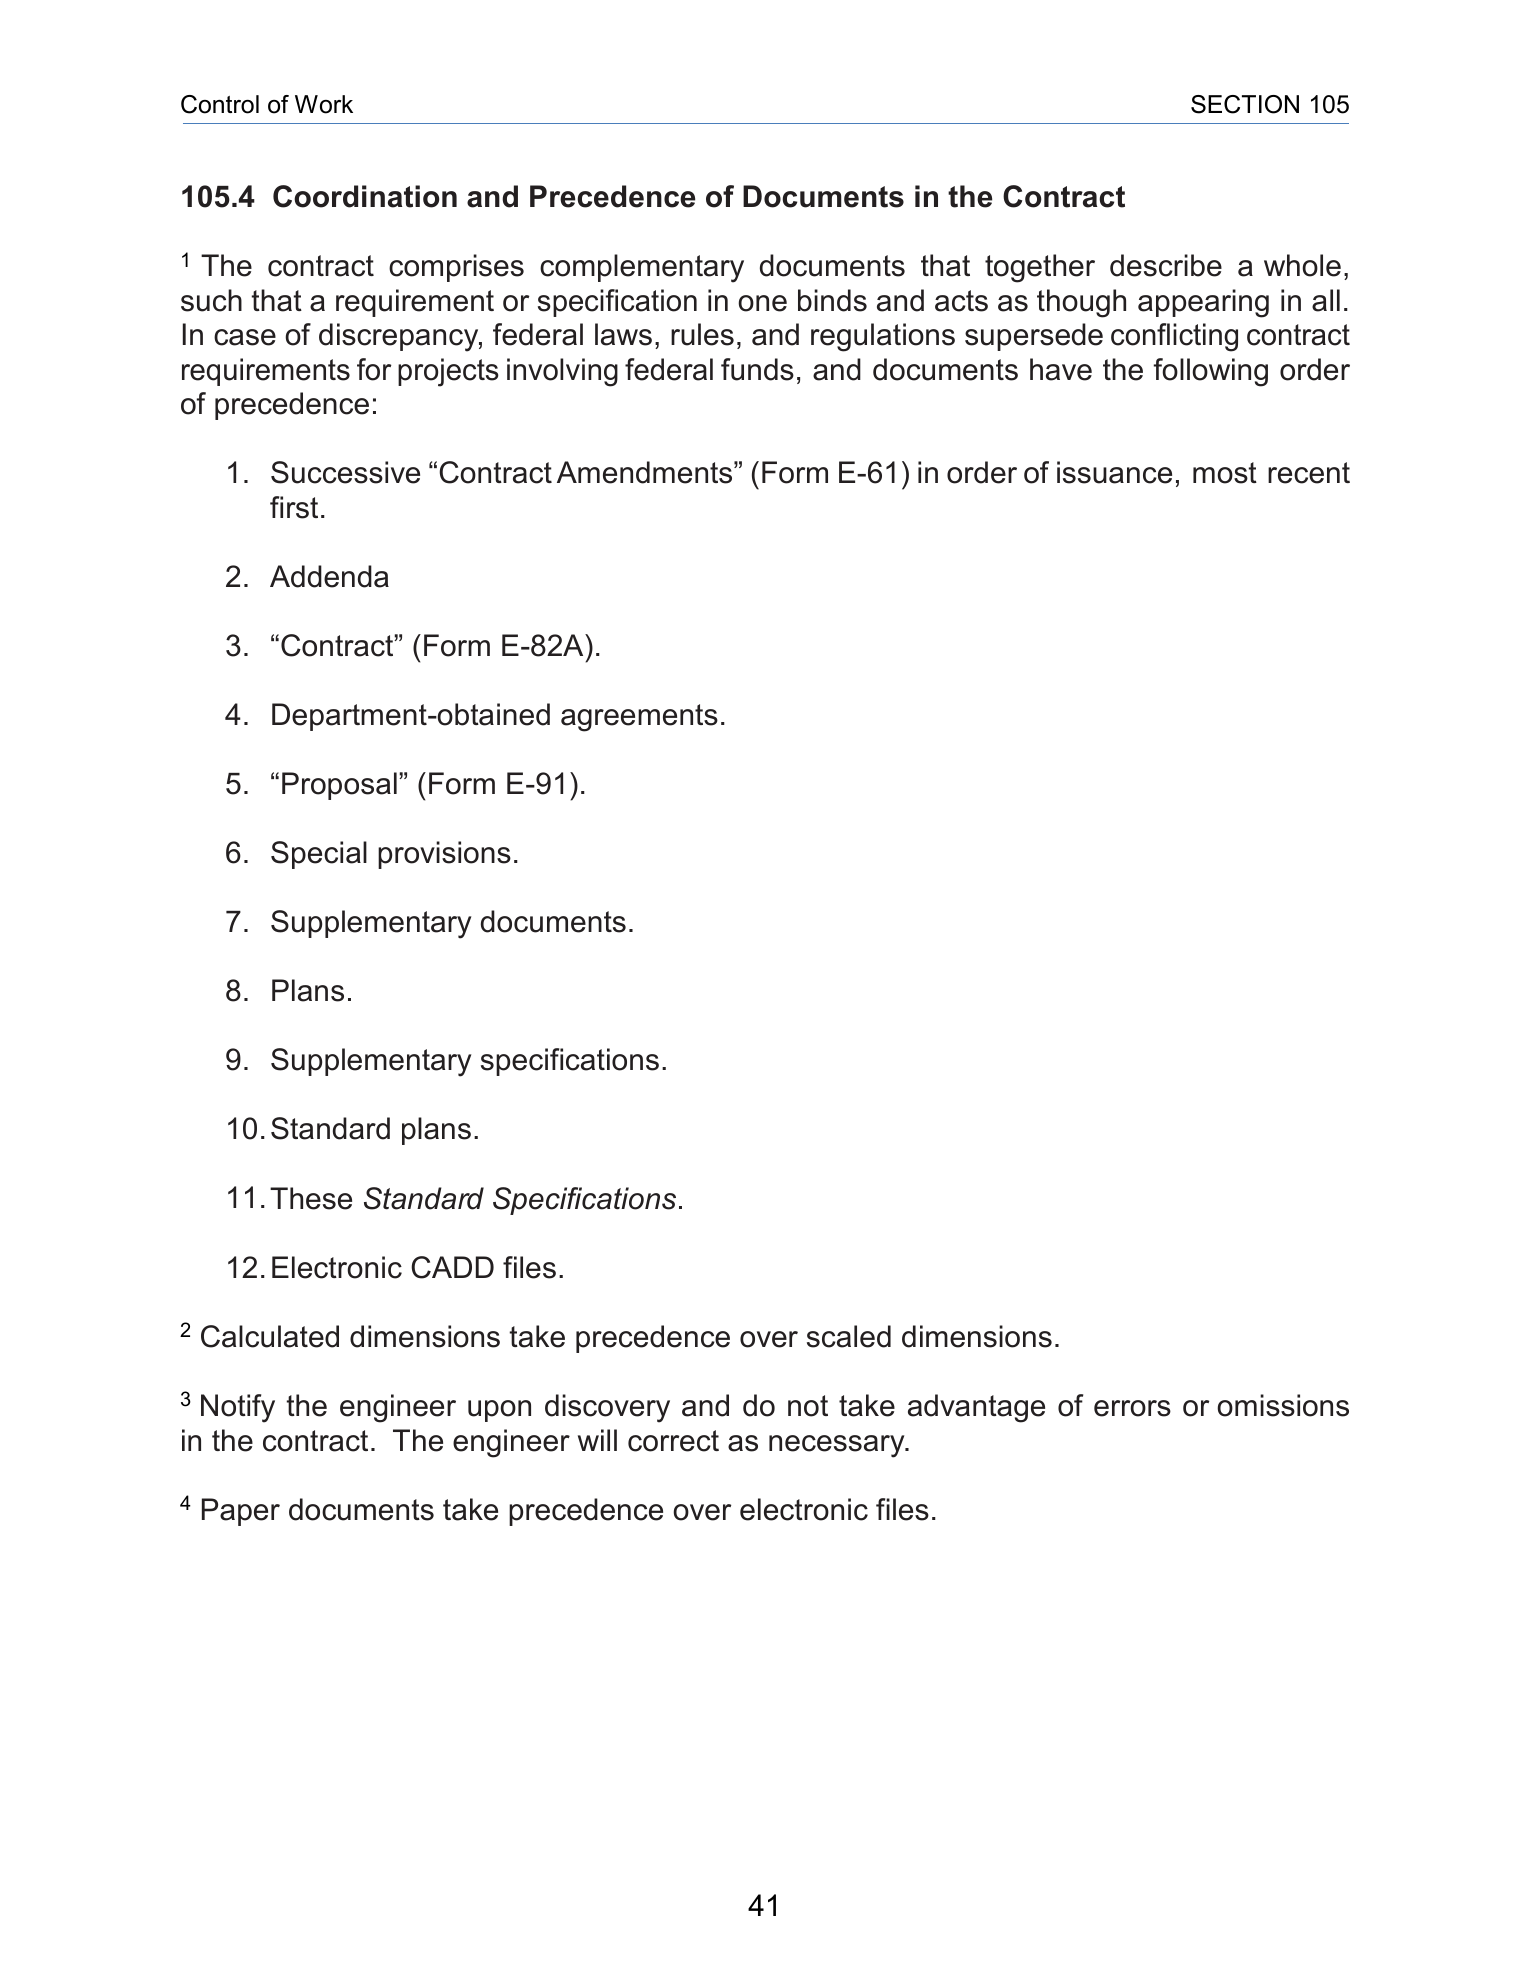 Control of Work SECTION 105
105.4 Coordination and Precedence of Documents in the Contract
1 The contract comprises complementary documents that together describe a whole,
such that a requirement or specification in one binds and acts as though appearing in all.
In case of discrepancy, federal laws, rules, and regulations supersede conflicting contract
requirements for projects involving federal funds, and documents have the following order
of precedence:
1. Successive “Contract Amendments” (Form E-61) in order of issuance, most recent
first.
2. Addenda
3. “Contract” (Form E-82A).
4. Department-obtained agreements.
5. “Proposal” (Form E-91).
6. Special provisions.
7. Supplementary documents.
8. Plans.
9. Supplementary specifications.
10. Standard plans.
11. These Standard Specifications.
12. Electronic CADD files.
2 Calculated dimensions take precedence over scaled dimensions.
3 Notify the engineer upon discovery and do not take advantage of errors or omissions
in the contract. The engineer will correct as necessary.
4 Paper documents take precedence over electronic files.
41